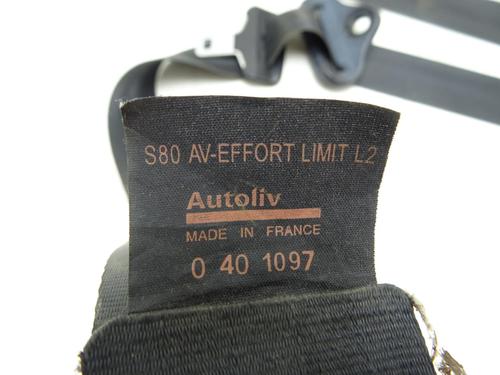 S80 AV-EFFORT LIMIT L2
Autoliv
MADE IN FRANCE
0 40 1097